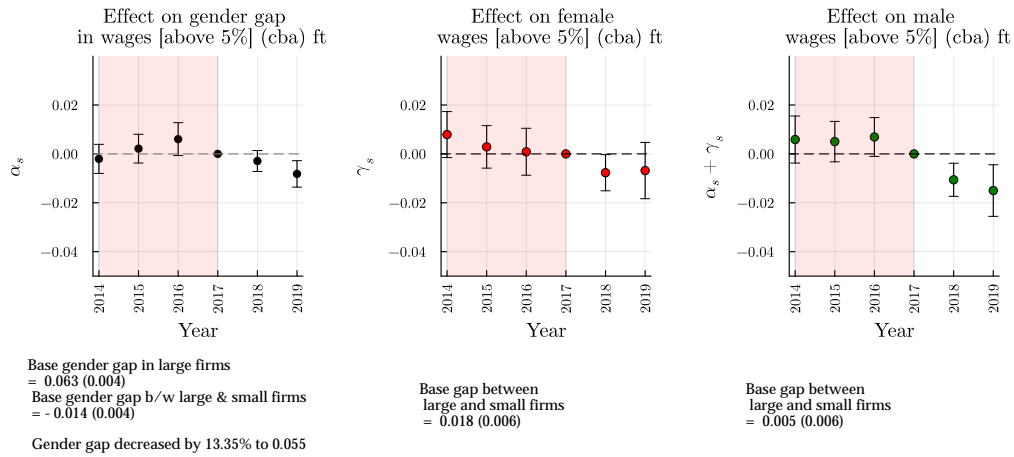 Effect on gender gap
in wages [above 5%] (cba) ft
0.02
0.00
−0.02
−0.04
α_s
2014
2015
2016
2017
2018
2019
Year
Base gender gap in large firms
= 0.063 (0.004)
Base gender gap b/w large & small firms
= - 0.014 (0.004)
Gender gap decreased by 13.35% to 0.055
Effect on female
wages [above 5%] (cba) ft
0.02
0.00
−0.02
−0.04
γ_s
2014
2015
2016
2017
2018
2019
Year
Base gap between
large and small firms
= 0.018 (0.006)
Effect on male
wages [above 5%] (cba) ft
0.02
0.00
−0.02
−0.04
α_s + γ_s
2014
2015
2016
2017
2018
2019
Year
Base gap between
large and small firms
= 0.005 (0.006)